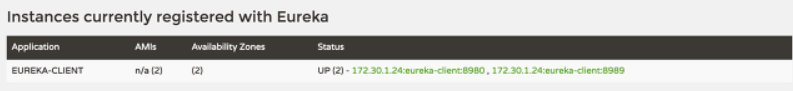 Instances currently registered with Eureka
Application AMIs Availability Zones Status
EUREKA-CLIENT n/a (2) (2) UP (2) - 172.30.1.24:eureka-client:8980 , 172.30.1.24:eureka-client:8989